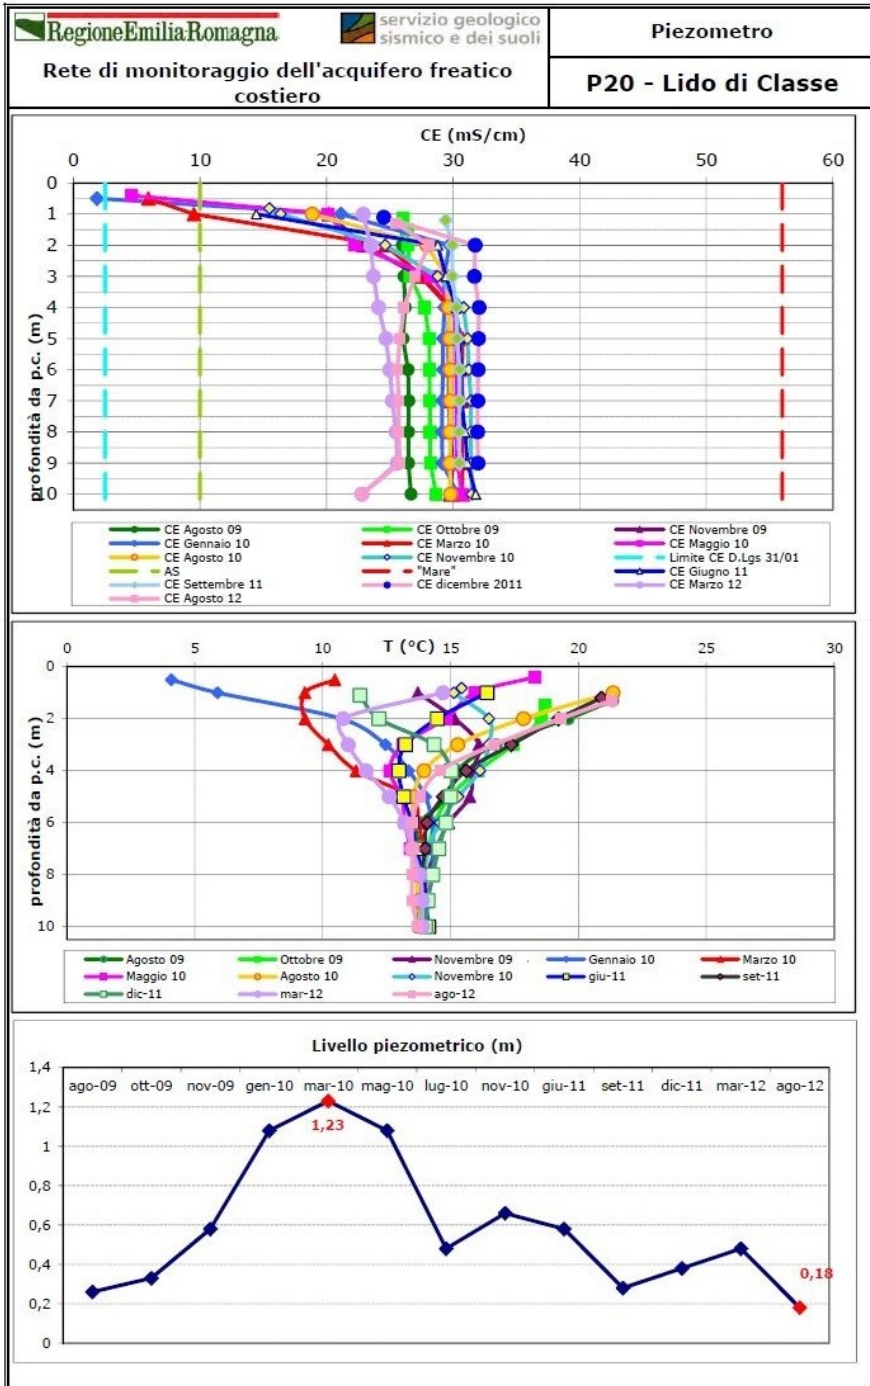 RegioneEmiliaRomagna
servizio geologico
sismico e dei suoli
Rete di monitoraggio dell'acquifero freatico
costiero
Piezometro
P20 - Lido di Classe
CE (mS/cm)
0 10 20 30 40 50 60
profondità da p.c. (m)
0
1
2
3
4
5
6
7
8
9
10
CE Agosto 09 CE Ottobre 09 CE Novembre 09
CE Gennaio 10 CE Marzo 10 CE Maggio 10
CE Agosto 10 CE Novembre 10 Limite CE D.Lgs 31/01
AS "Mare" CE Giugno 11
CE Settembre 11 CE dicembre 2011 CE Marzo 12
CE Agosto 12
T (°C)
0 5 10 15 20 25 30
profondità da p.c. (m)
0
2
4
6
8
10
Agosto 09 Ottobre 09 Novembre 09 Gennaio 10 Marzo 10
Maggio 10 Agosto 10 Novembre 10 giu-11 set-11
dic-11 mar-12 ago-12
Livello piezometrico (m)
1,4
ago-09 ott-09 nov-09 gen-10 mar-10 mag-10 lug-10 nov-10 giu-11 set-11 dic-11 mar-12 ago-12
1,2
1,23
1
0,8
0,6
0,4
0,18
0,2
0